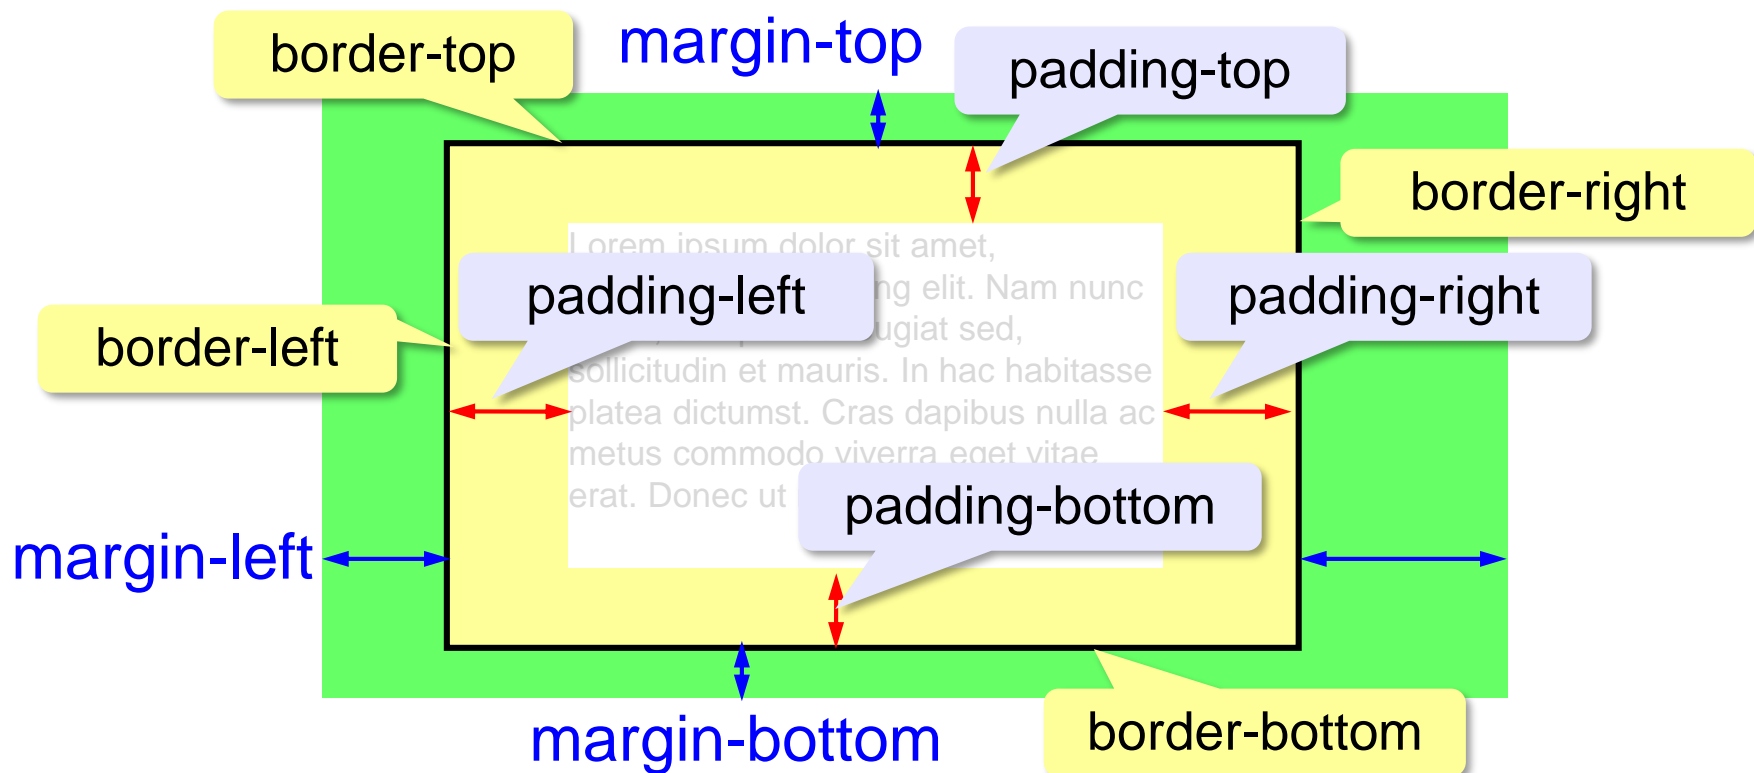 border-top
margin-top
padding-top
border-right
Lorem ipsum dolor sit amet,
padding-left
ng elit. Nam nunc
padding-right
border-left
ugiat sed,
sollicitudin et mauris. In hac habitasse
platea dictumst. Cras dapibus nulla ac
metus commodo viverra eget vitae
erat. Donec ut
padding-bottom
margin-left
margin-bottom
border-bottom